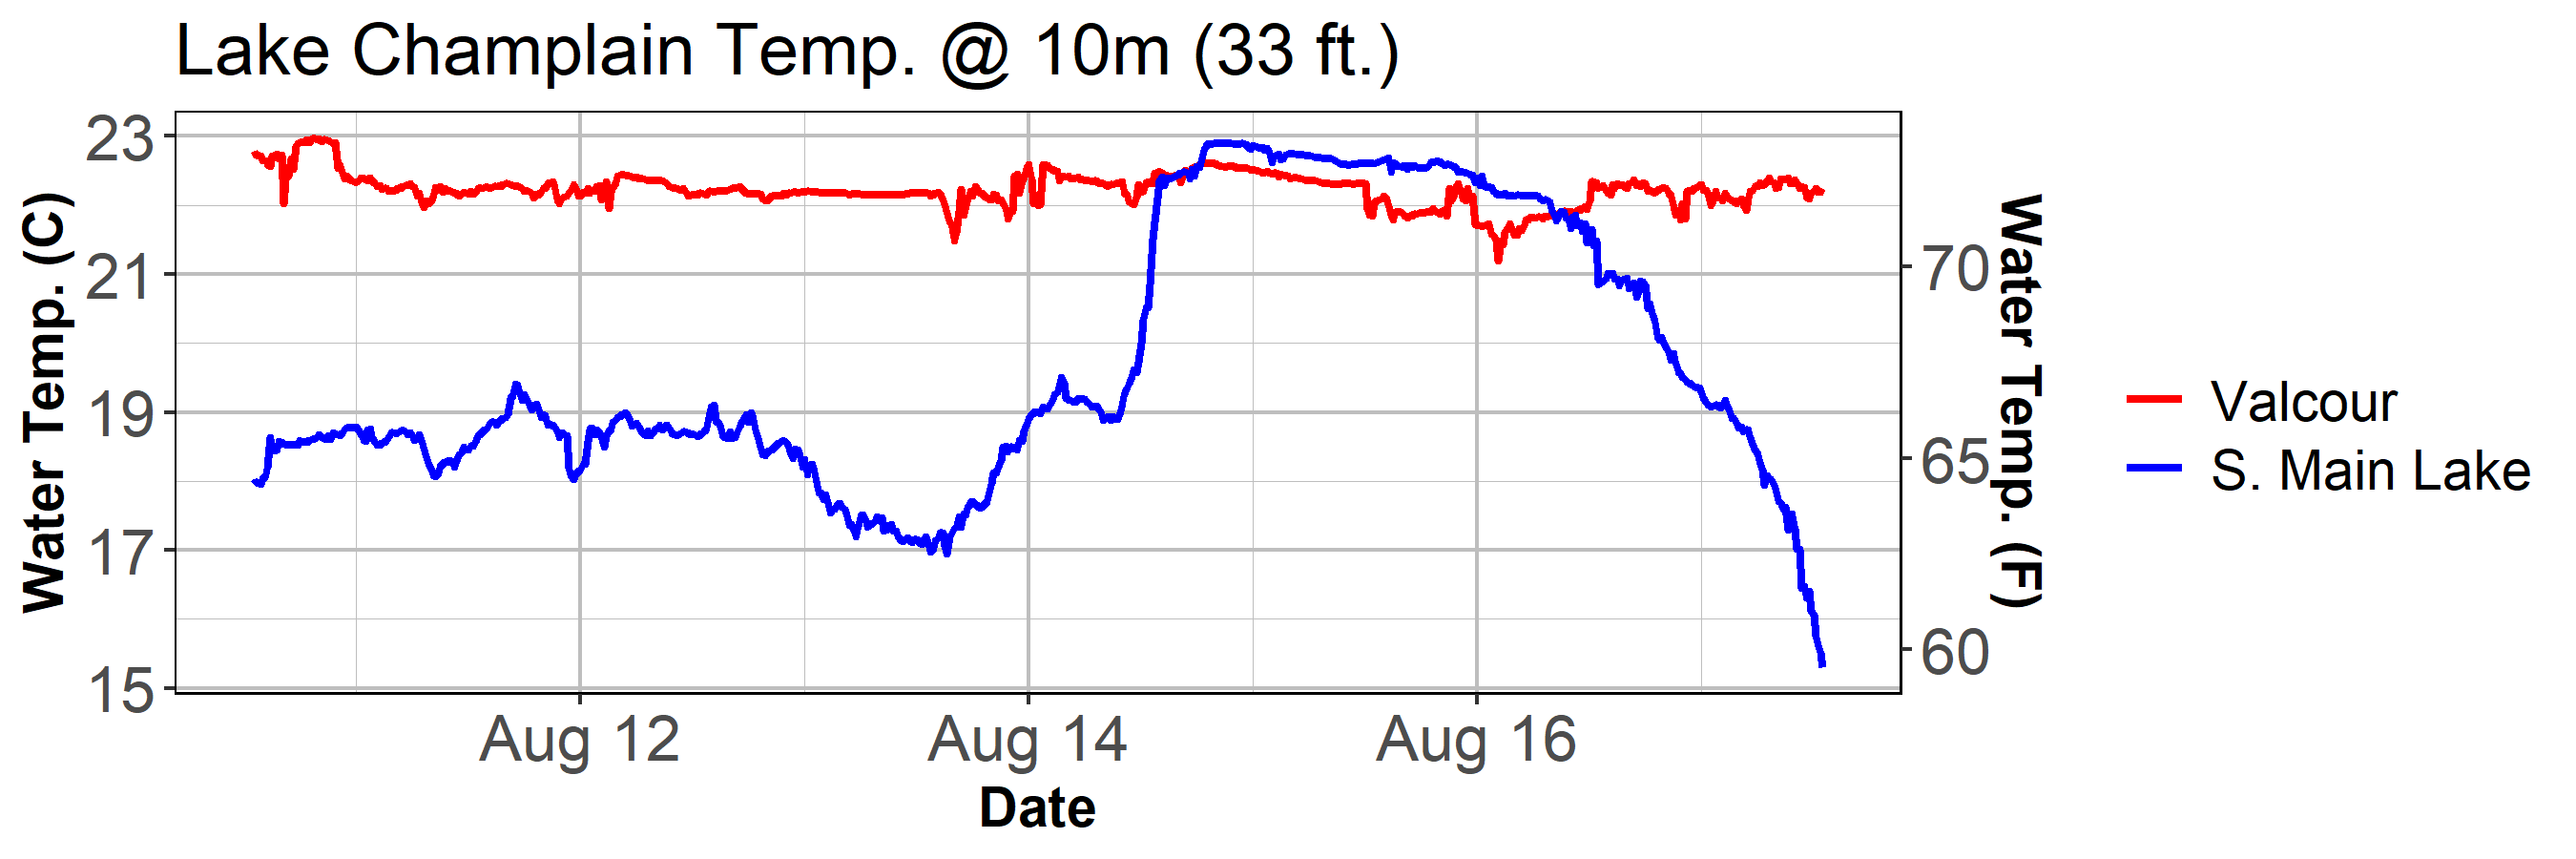 Lake Champlain Temp. @ 10m (33 ft.)
Water Temp. (C)
23
21
19
17
15
70
65
60
Water Temp. (F)
Aug 12
Aug 14
Aug 16
Date
Valcour
S. Main Lake